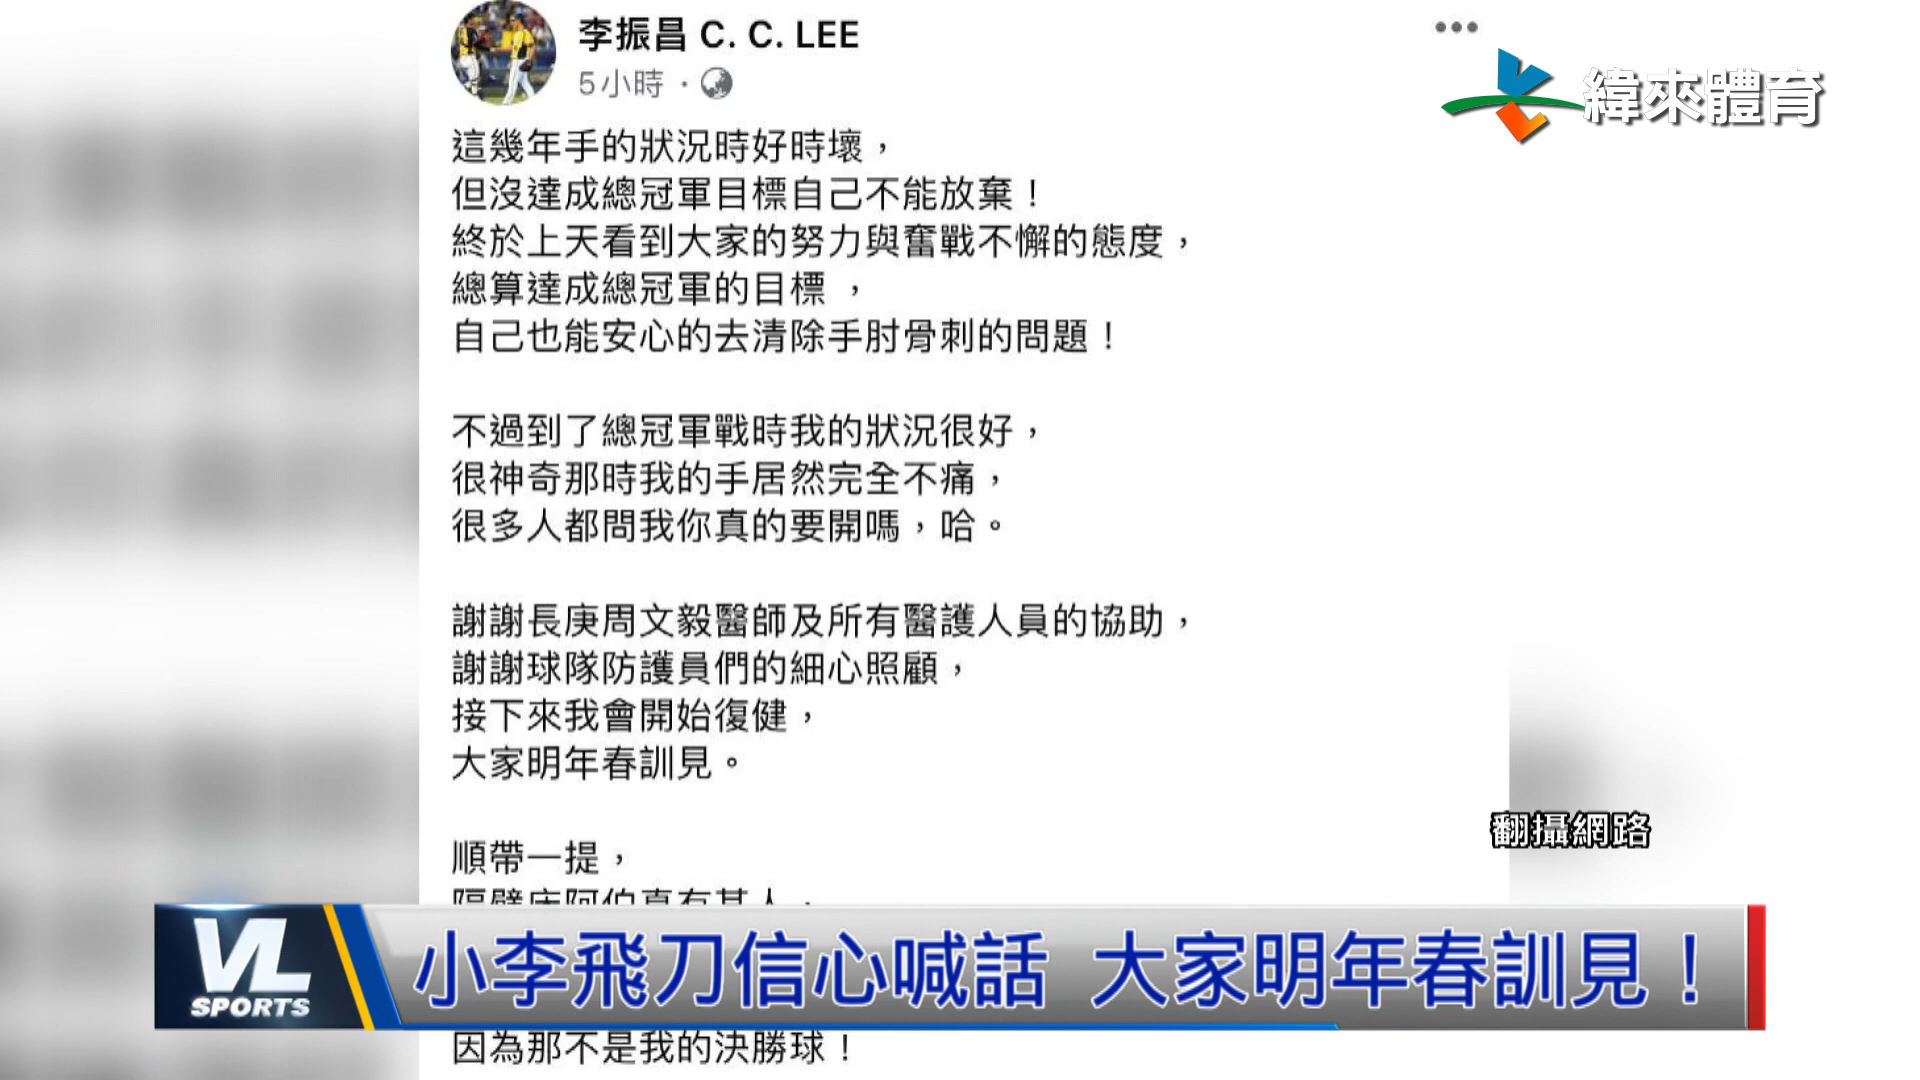 李振昌 C. C. LEE
5小時 ·
緯來體育
這幾年手的狀況時好時壞，
但沒達成總冠軍目標自己不能放棄！
終於上天看到大家的努力與奮戰不懈的態度，
總算達成總冠軍的目標 ，
自己也能安心的去清除手肘骨刺的問題！
不過到了總冠軍戰時我的狀況很好，
很神奇那時我的手居然完全不痛，
很多人都問我你真的要開嗎，哈。
謝謝長庚周文毅醫師及所有醫護人員的協助，
謝謝球隊防護員們的細心照顧，
接下來我會開始復健，
大家明年春訓見。
翻攝網路
順帶一提，
隔壁床阿伯真有其人，
VL SPORTS
小李飛刀信心喊話 大家明年春訓見！
因為那不是我的決勝球！